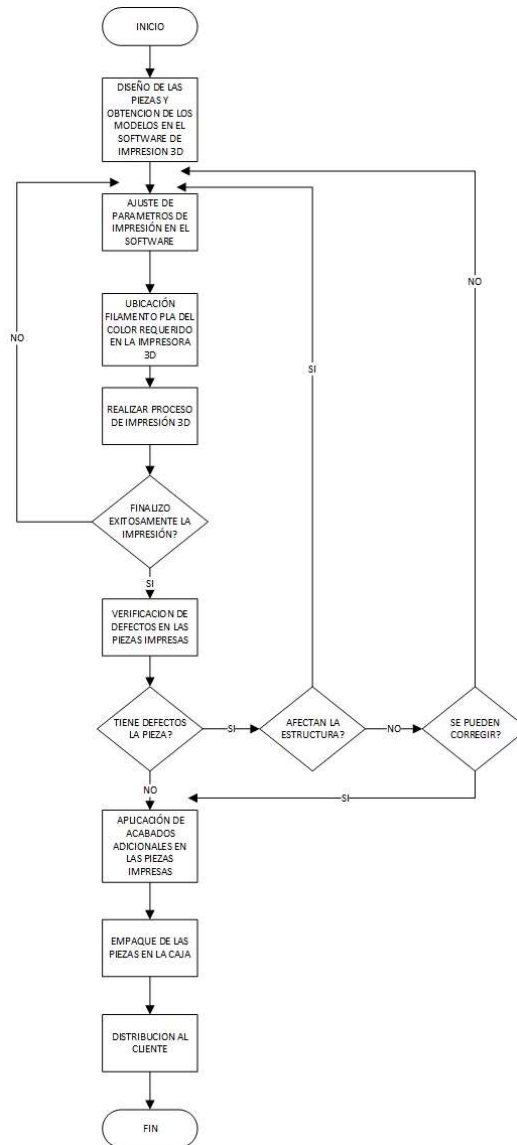 INICIO
DISEÑO DE LAS
PIEZAS Y
OBTENCION DE LOS
MODELOS EN EL
SOFTWARE DE
IMPRESION 3D
AJUSTE DE
PARAMETROS DE
IMPRESIÓN EN EL
SOFTWARE
NO
UBICACIÓN
FILAMENTO PLA DEL
COLOR REQUERIDO
EN LA IMPRESORA
3D
NO
SI
REALIZAR PROCESO
DE IMPRESIÓN 3D
FINALIZO
EXITOSAMENTE LA
IMPRESIÓN?
SI
VERIFICACION DE
DEFECTOS EN LAS
PIEZAS IMPRESAS
TIENE DEFECTOS
LA PIEZA?
SI
AFECTAN LA
ESTRUCTURA?
NO
SE PUEDEN
CORREGIR?
NO
SI
APLICACIÓN DE
ACABADOS
ADICIONALES EN
LAS PIEZAS
IMPRESAS
EMPAQUE DE LAS
PIEZAS EN LA CAJA
DISTRIBUCION AL
CLIENTE
FIN